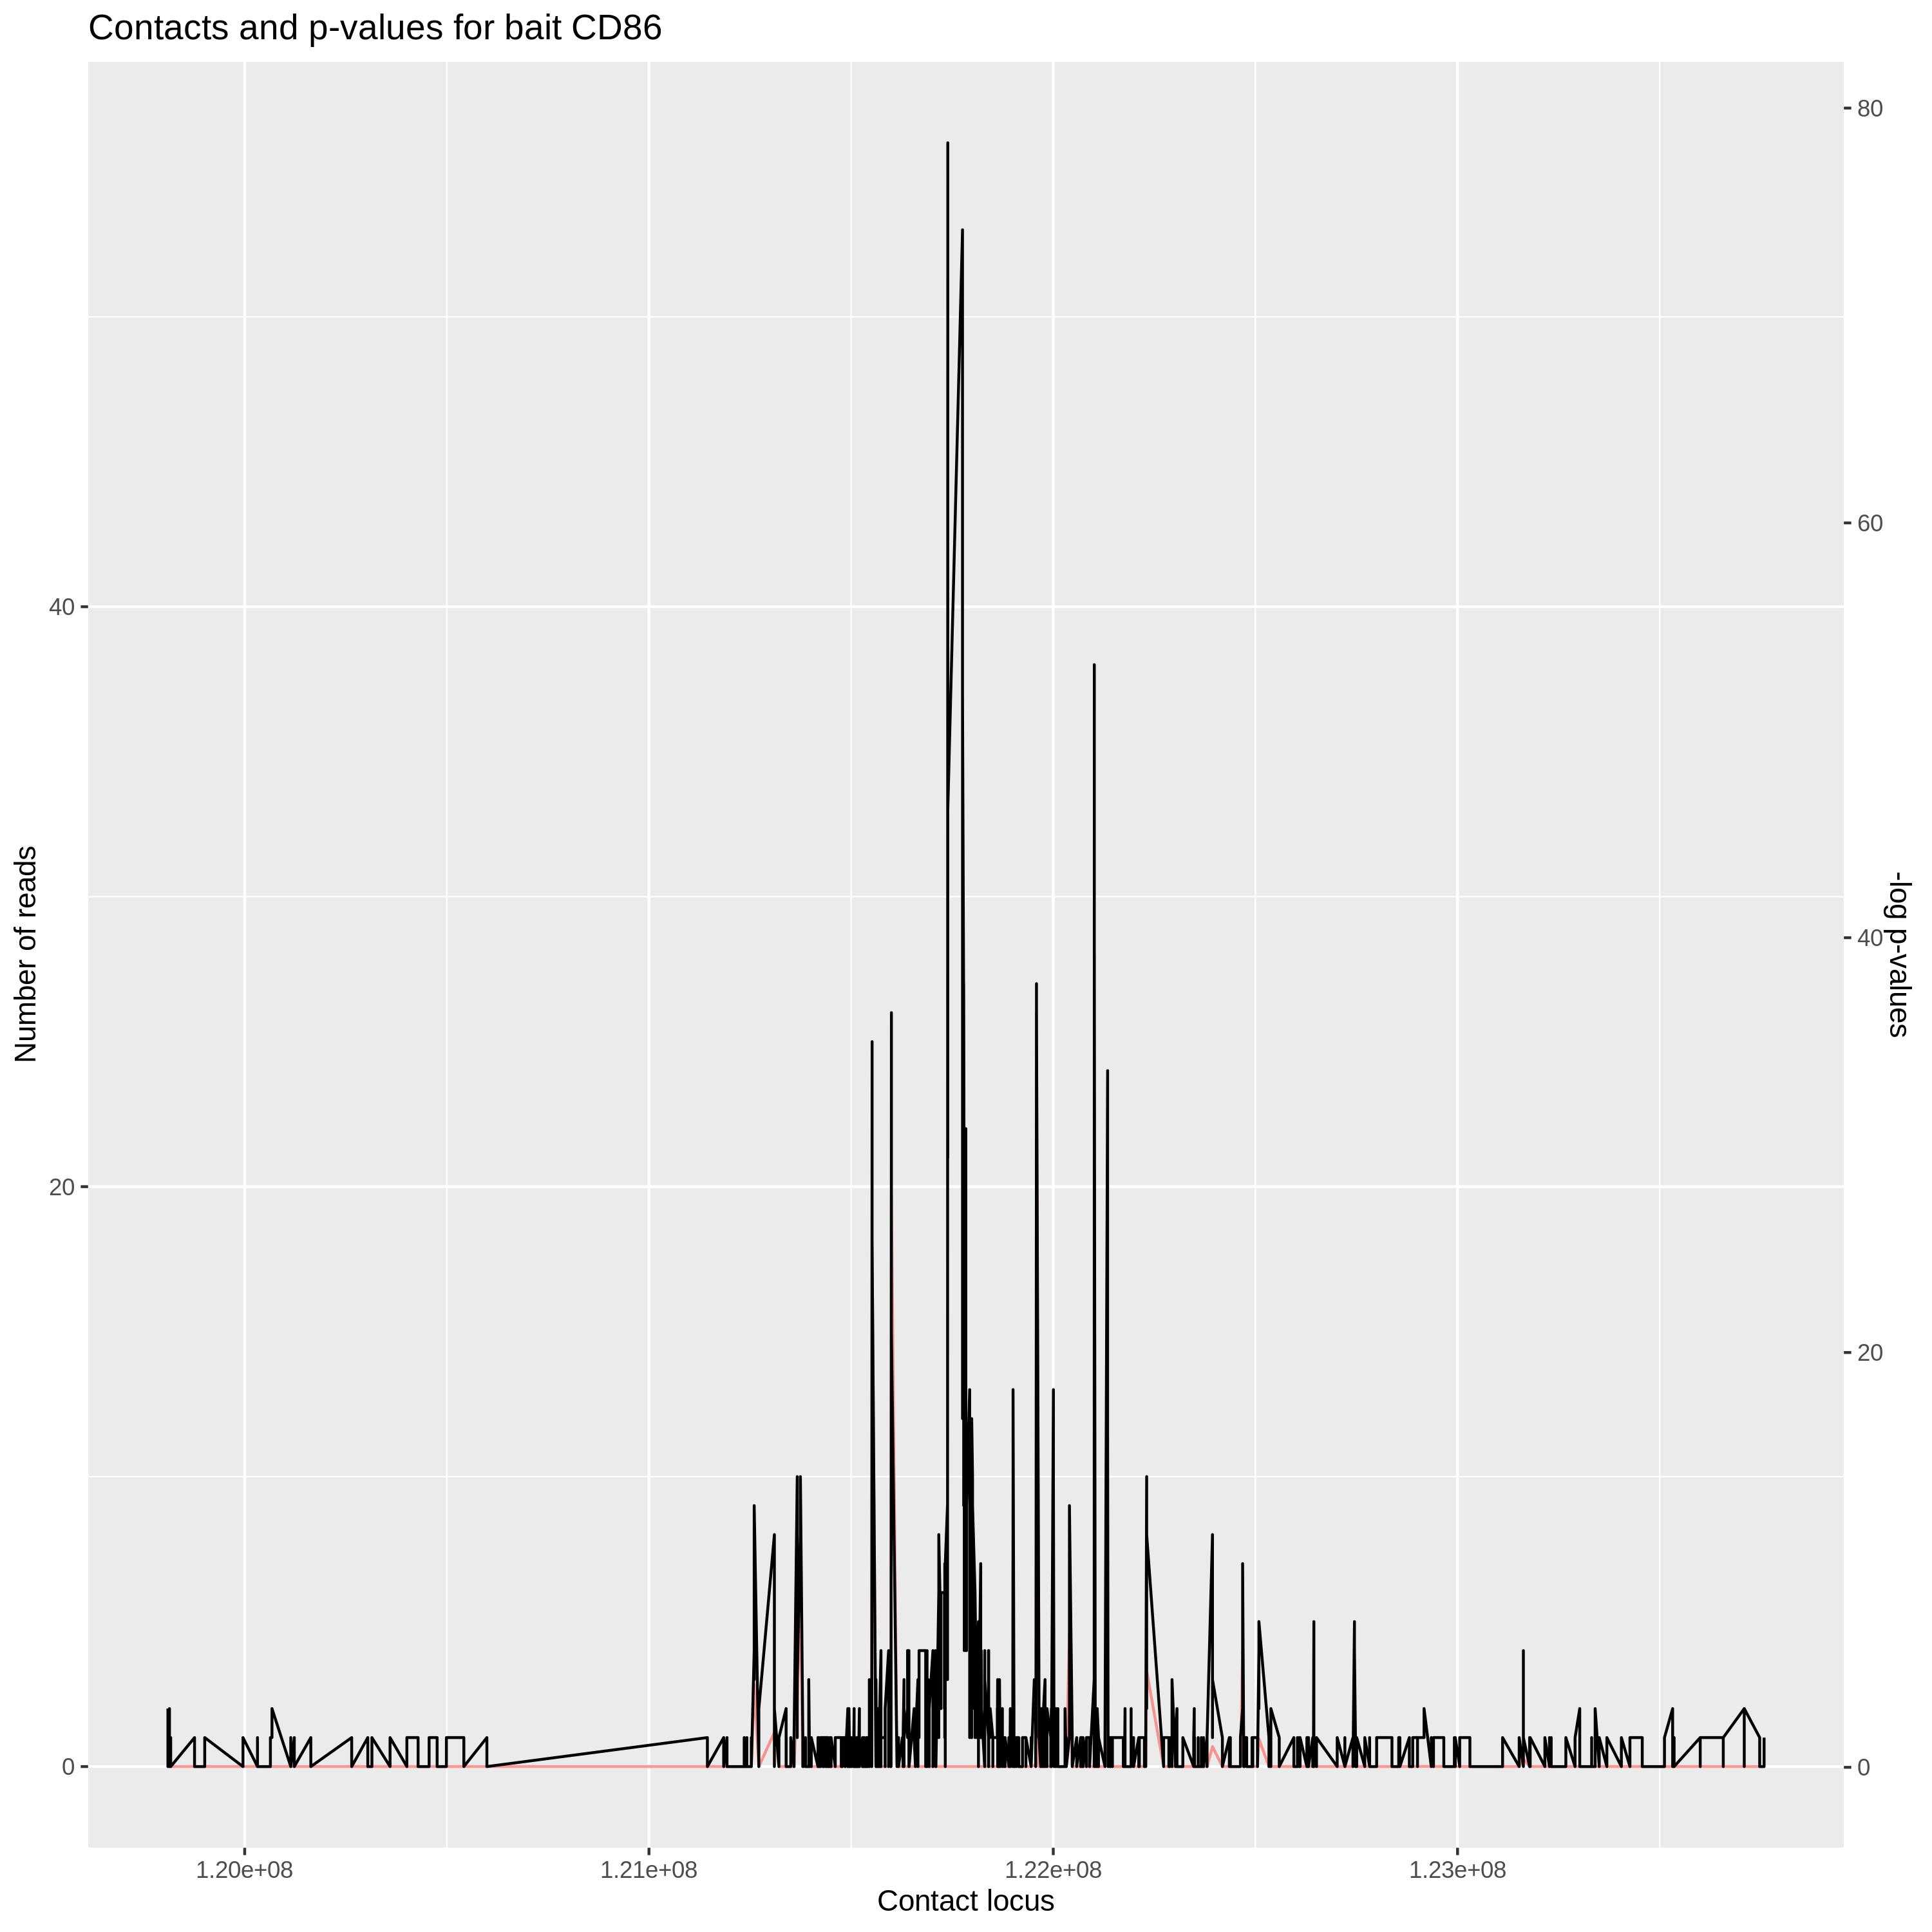 Contacts and p-values for bait CD86
80
60
40
40
20
20
0
0
Number of reads
-log p-values
1.20e+08
1.21e+08
1.22e+08
1.23e+08
Contact locus